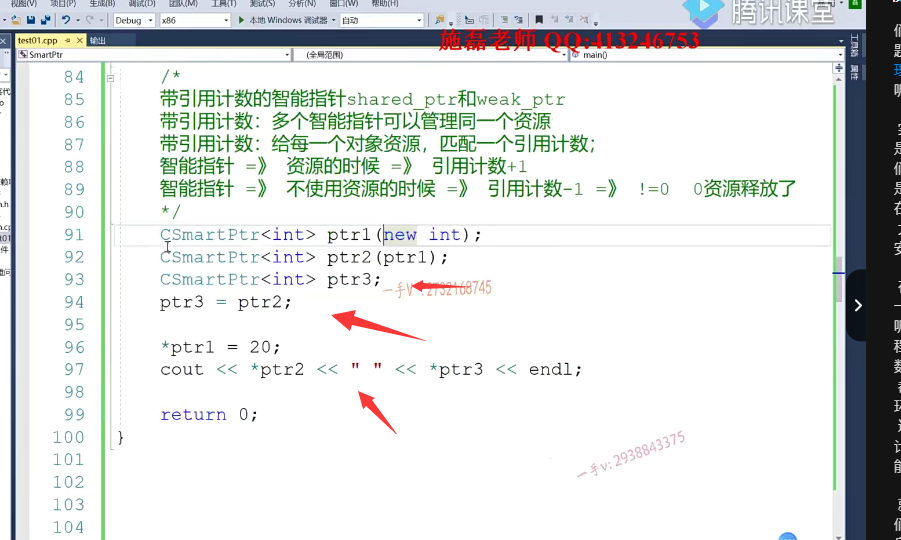 视图(V) 项目(P) 生成(B) 调试(D) 团队(M) 工具(T) 测试(S) 分析(N) 窗口(W) 帮助(H)
Debug x86 本地 Windows 调试器 自动
腾讯课堂
施磊老师 QQ:413246753
test01.cpp 输出
SmartPtr (全局范围) main()
84 /*
85 带引用计数的智能指针shared_ptr和weak_ptr
86 带引用计数：多个智能指针可以管理同一个资源
87 带引用计数：给每一个对象资源，匹配一个引用计数；
88 智能指针 =》 资源的时候 =》 引用计数+1
89 智能指针 =》 不使用资源的时候 =》 引用计数-1 =》 !=0 0资源释放了
90 */
91 CSmartPtr<int> ptr1(new int);
92 CSmartPtr<int> ptr2(ptr1);
93 CSmartPtr<int> ptr3;
一手V:2732168745
94 ptr3 = ptr2;
95
96 *ptr1 = 20;
97 cout << *ptr2 << " " << *ptr3 << endl;
98
99 return 0;
100 }
101
一手v: 2938843375
102
103
104
工具箱
属性